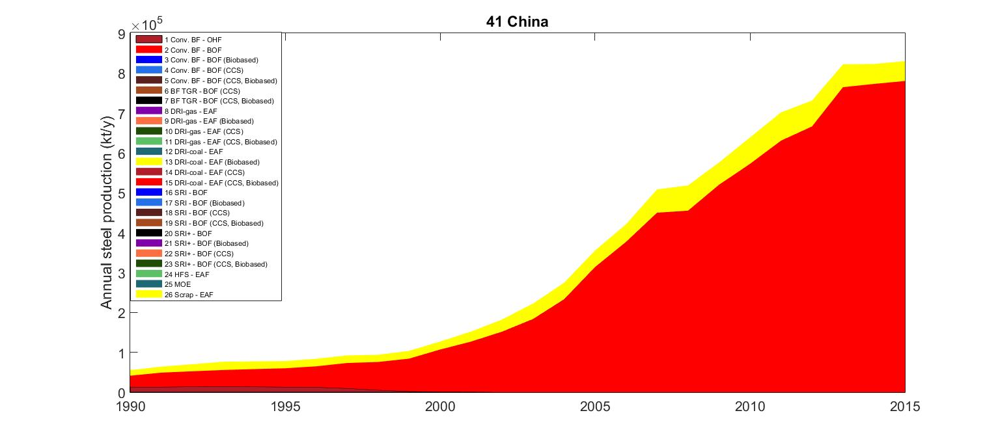 41 China
×10⁵
9
8
7
6
5
4
3
2
1
0
Annual steel production (kt/y)
1 Conv. BF - OHF
2 Conv. BF - BOF
3 Conv. BF - BOF (Biobased)
4 Conv. BF - BOF (CCS)
5 Conv. BF - BOF (CCS, Biobased)
6 BF TGR - BOF (CCS)
7 BF TGR - BOF (CCS, Biobased)
8 DRI-gas - EAF
9 DRI-gas - EAF (Biobased)
10 DRI-gas - EAF (CCS)
11 DRI-gas - EAF (CCS, Biobased)
12 DRI-coal - EAF
13 DRI-coal - EAF (Biobased)
14 DRI-coal - EAF (CCS)
15 DRI-coal - EAF (CCS, Biobased)
16 SRI - BOF
17 SRI - BOF (Biobased)
18 SRI - BOF (CCS)
19 SRI - BOF (CCS, Biobased)
20 SRI+ - BOF
21 SRI+ - BOF (Biobased)
22 SRI+ - BOF (CCS)
23 SRI+ - BOF (CCS, Biobased)
24 HFS - EAF
25 MOE
26 Scrap - EAF
1990 1995 2000 2005 2010 2015